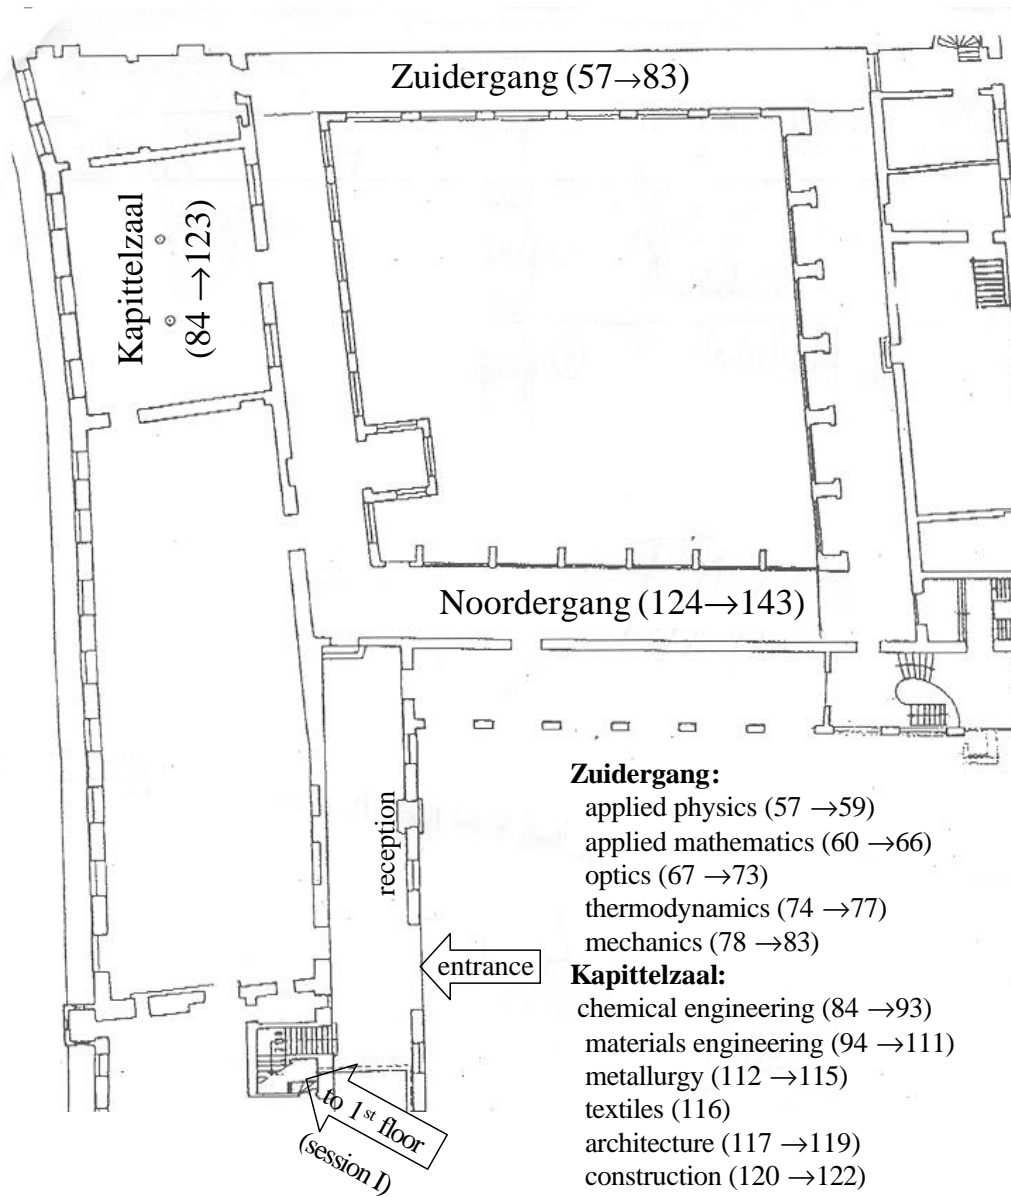 Zuidergang (57→83)
Kapittelzaal
(84 →123)
Noordergang (124→143)
reception
entrance
to 1st floor
(session I)
Zuidergang:
applied physics (57 →59)
applied mathematics (60 →66)
optics (67 →73)
thermodynamics (74 →77)
mechanics (78 →83)
Kapittelzaal:
chemical engineering (84 →93)
materials engineering (94 →111)
metallurgy (112 →115)
textiles (116)
architecture (117 →119)
construction (120 →122)